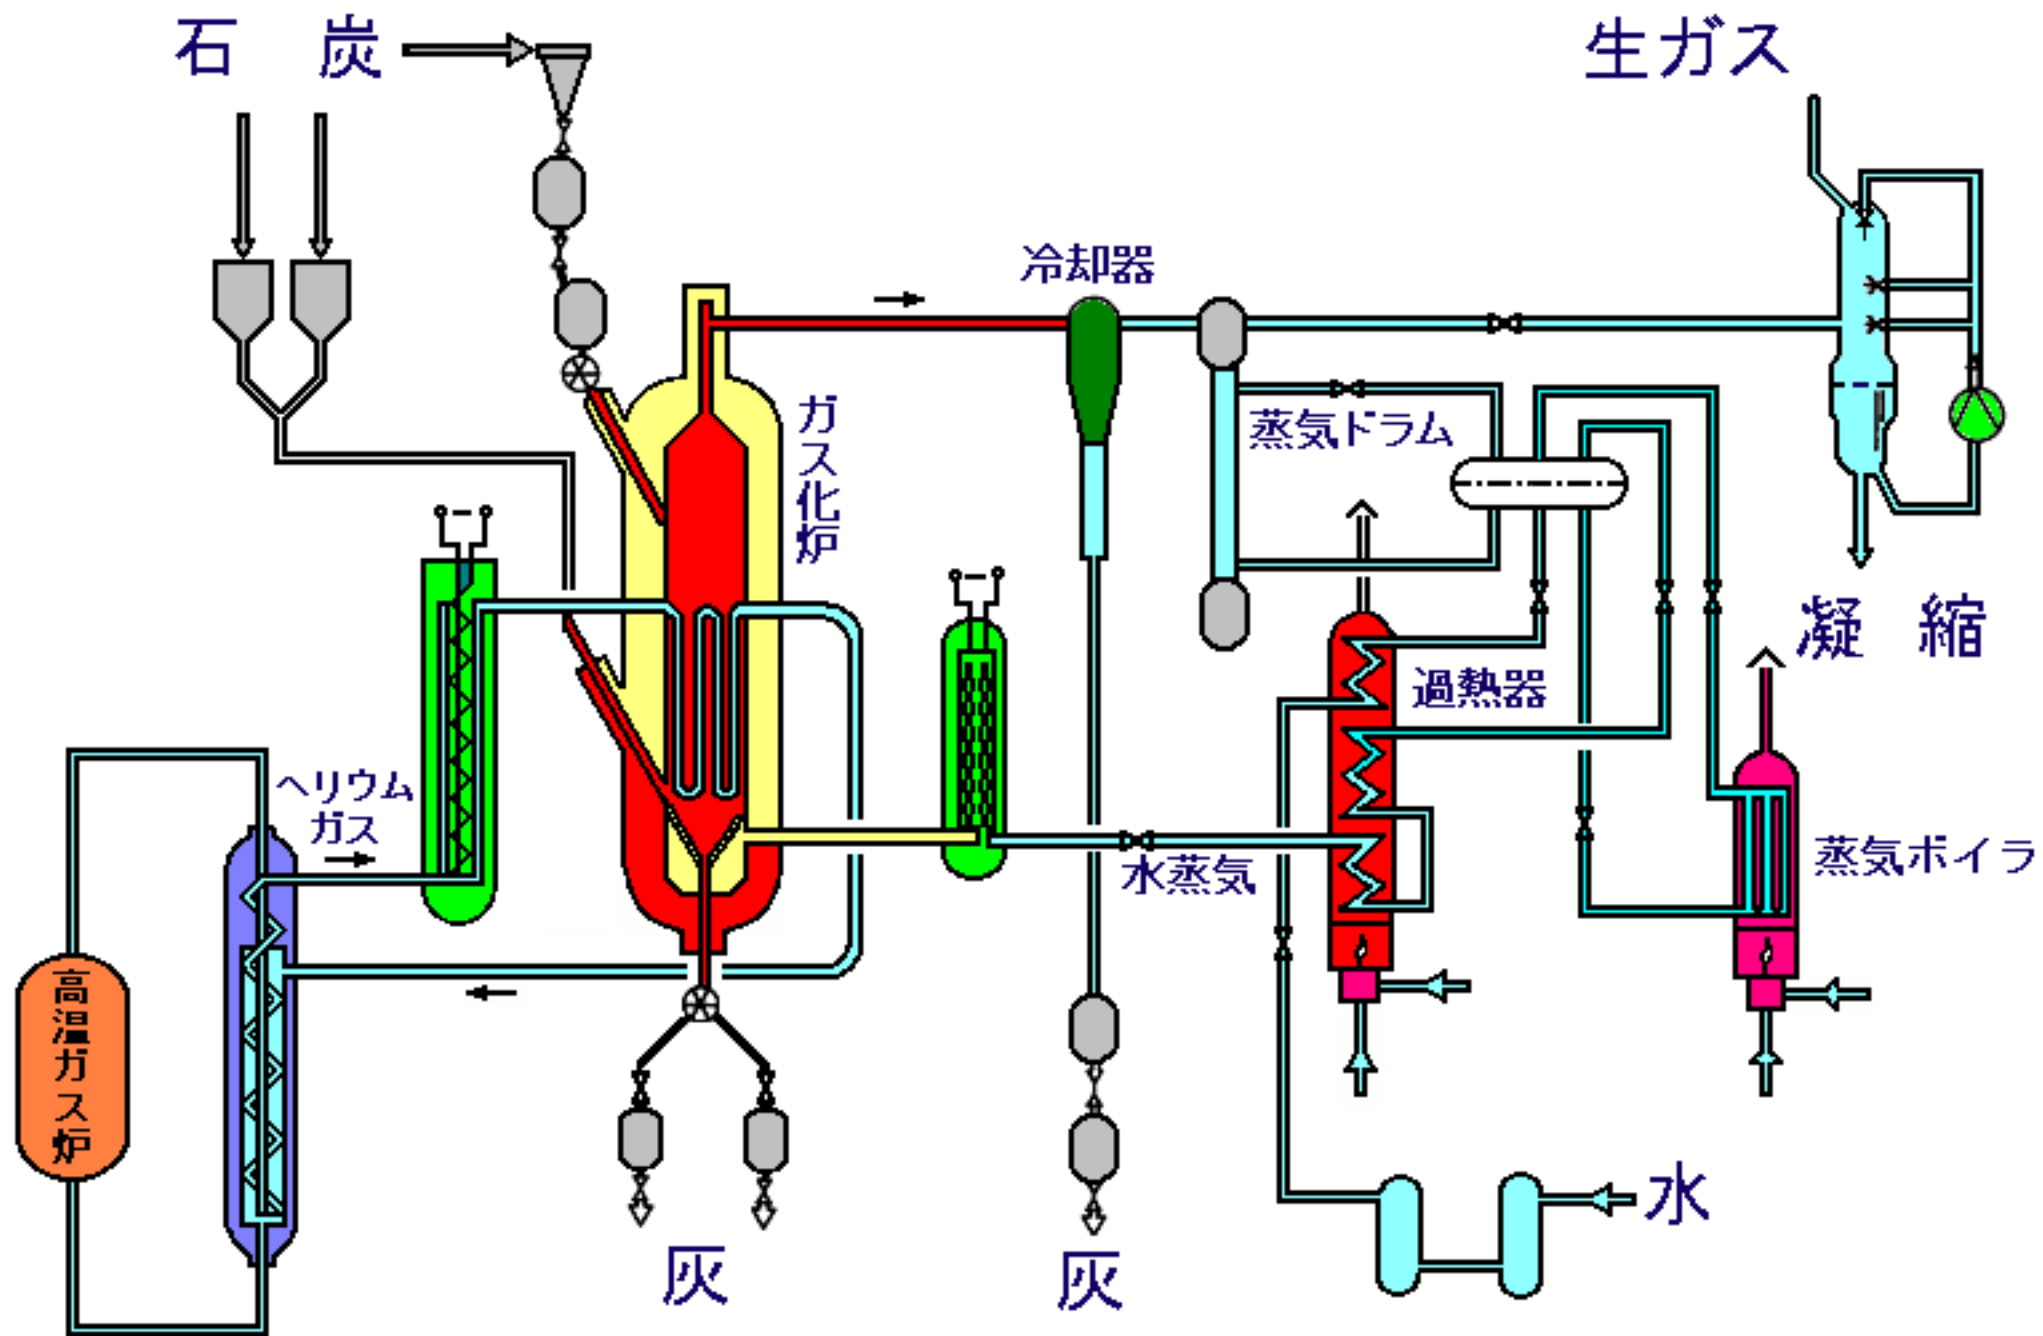 石 炭
生ガス
冷却器
ガス化炉
蒸気ドラム
凝 縮
過熱器
ヘリウム
ガス
水蒸気
蒸気ボイラ
高温ガス炉
水
灰
灰